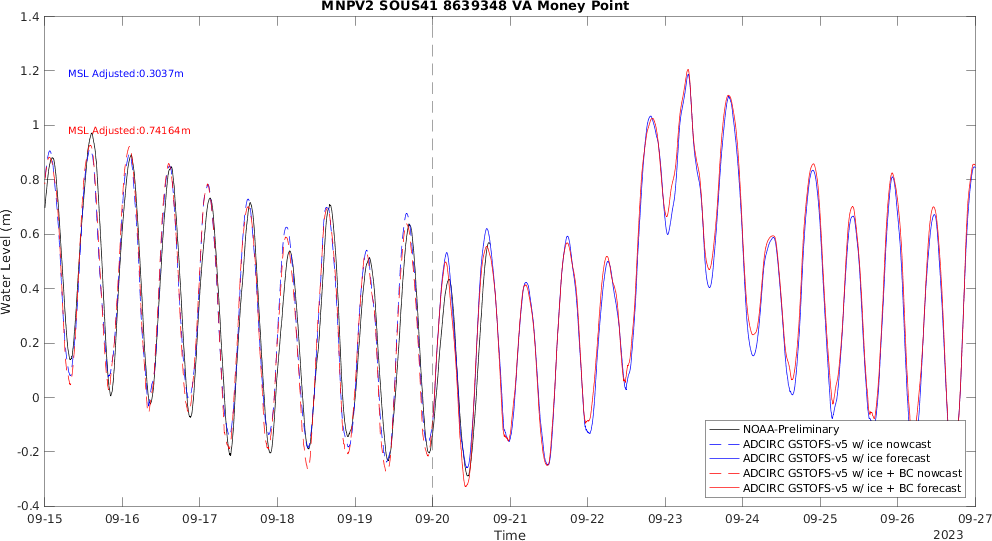 MNPV2 SOUS41 8639348 VA Money Point
1.4
1.2
1
0.8
0.6
0.4
0.2
0
-0.2
-0.4
Water Level (m)
MSL Adjusted:0.3037m
MSL Adjusted:0.74164m
NOAA-Preliminary
ADCIRC GSTOFS-v5 w/ ice nowcast
ADCIRC GSTOFS-v5 w/ ice forecast
ADCIRC GSTOFS-v5 w/ ice + BC nowcast
ADCIRC GSTOFS-v5 w/ ice + BC forecast
09-15 09-16 09-17 09-18 09-19 09-20 09-21 09-22 09-23 09-24 09-25 09-26 09-27
Time
2023